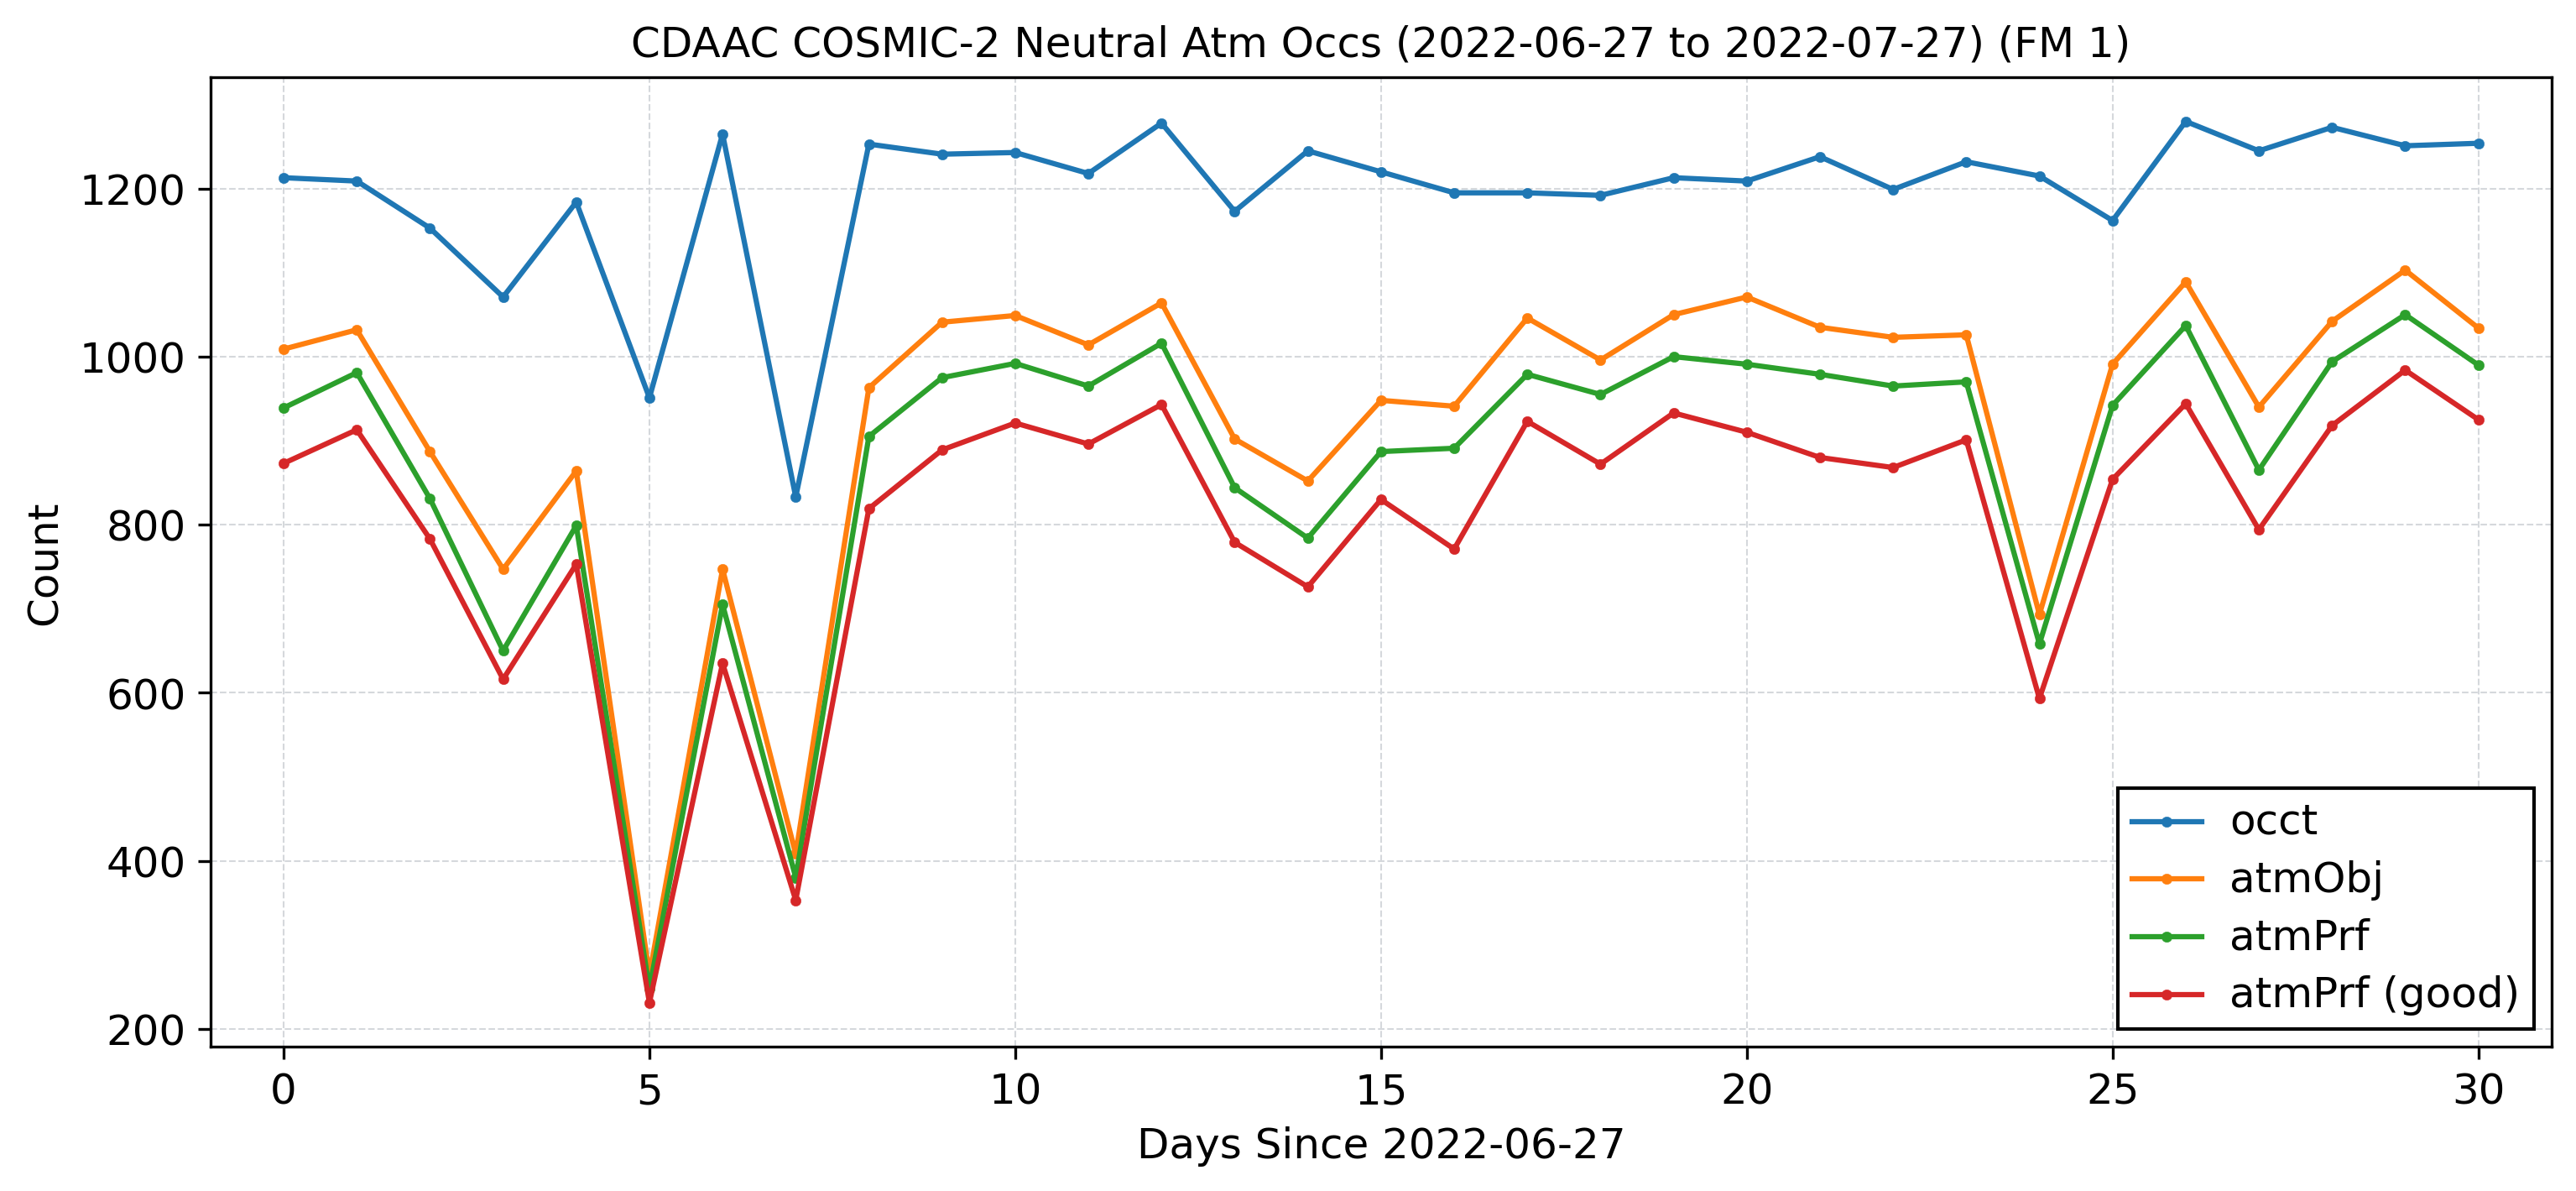 CDAAC COSMIC-2 Neutral Atm Occs (2022-06-27 to 2022-07-27) (FM 1)
Count
1200
1000
800
600
400
200
occt
atmObj
atmPrf
atmPrf (good)
0 5 10 15 20 25 30
Days Since 2022-06-27